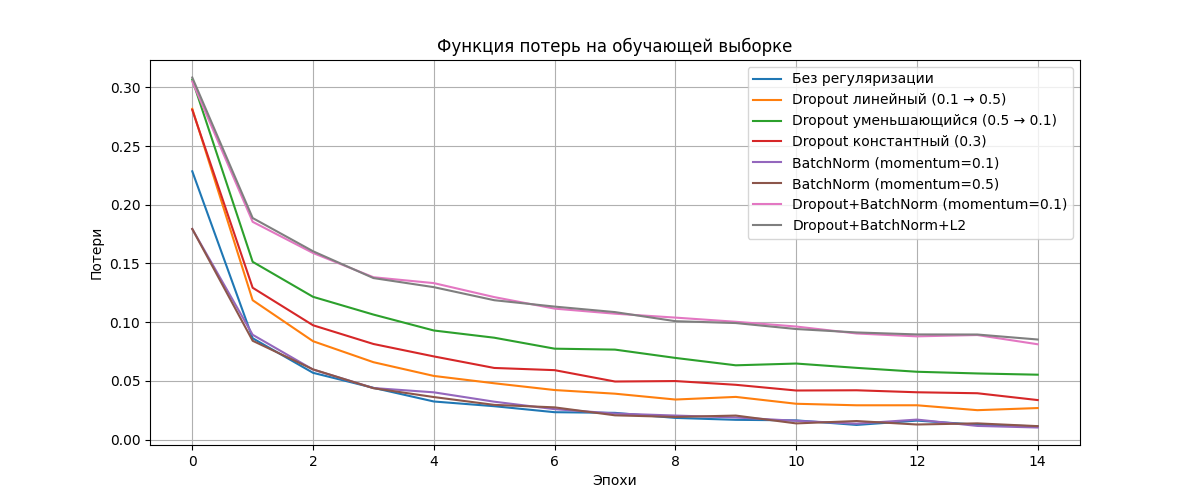 Функция потерь на обучающей выборке
Потери
0.30
0.25
0.20
0.15
0.10
0.05
0.00
Без регуляризации
Dropout линейный (0.1 → 0.5)
Dropout уменьшающийся (0.5 → 0.1)
Dropout константный (0.3)
BatchNorm (momentum=0.1)
BatchNorm (momentum=0.5)
Dropout+BatchNorm (momentum=0.1)
Dropout+BatchNorm+L2
0 2 4 6 8 10 12 14
Эпохи